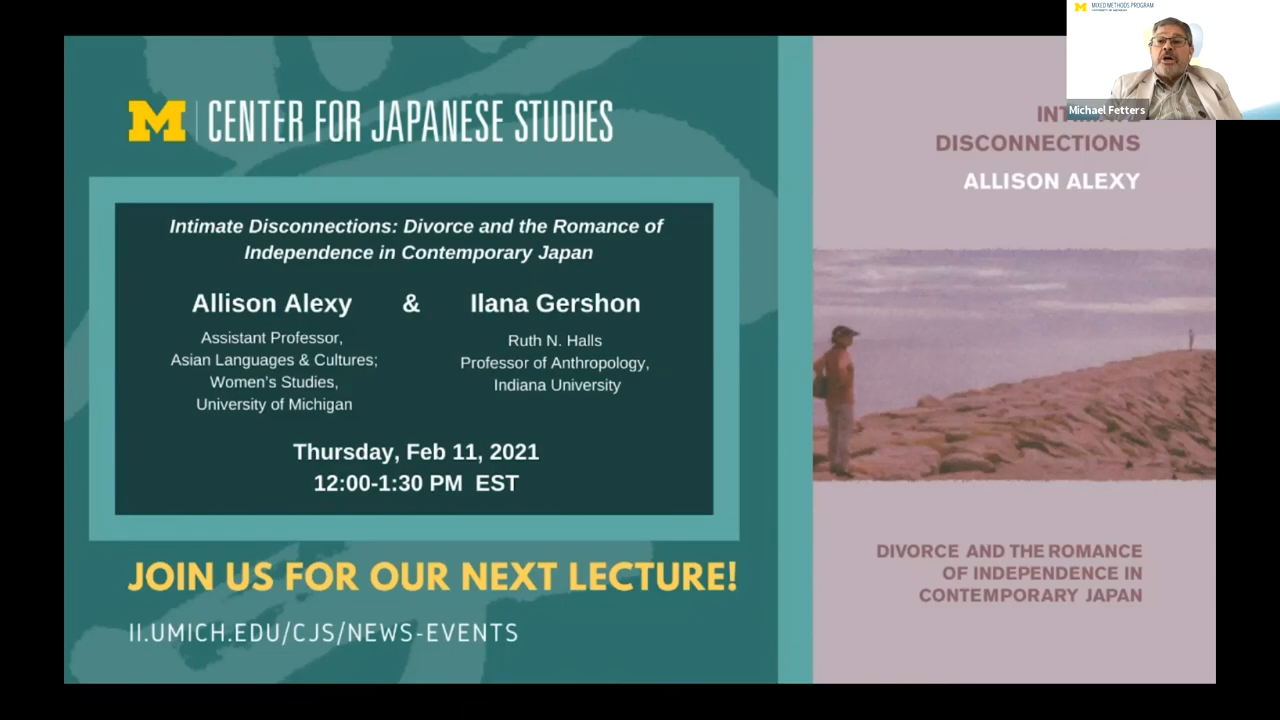 M CENTER FOR JAPANESE STUDIES
Intimate Disconnections: Divorce and the Romance of
Independence in Contemporary Japan
Allison Alexy & Ilana Gershon
Assistant Professor,
Asian Languages & Cultures;
Women's Studies,
University of Michigan
Ruth N. Halls
Professor of Anthropology,
Indiana University
Thursday, Feb 11, 2021
12:00-1:30 PM EST
JOIN US FOR OUR NEXT LECTURE!
II.UMICH.EDU/CJS/NEWS-EVENTS
M MIXED METHODS PROGRAM
Michael Fetters
DISCONNECTIONS
ALLISON ALEXY
DIVORCE AND THE ROMANCE
OF INDEPENDENCE IN
CONTEMPORARY JAPAN